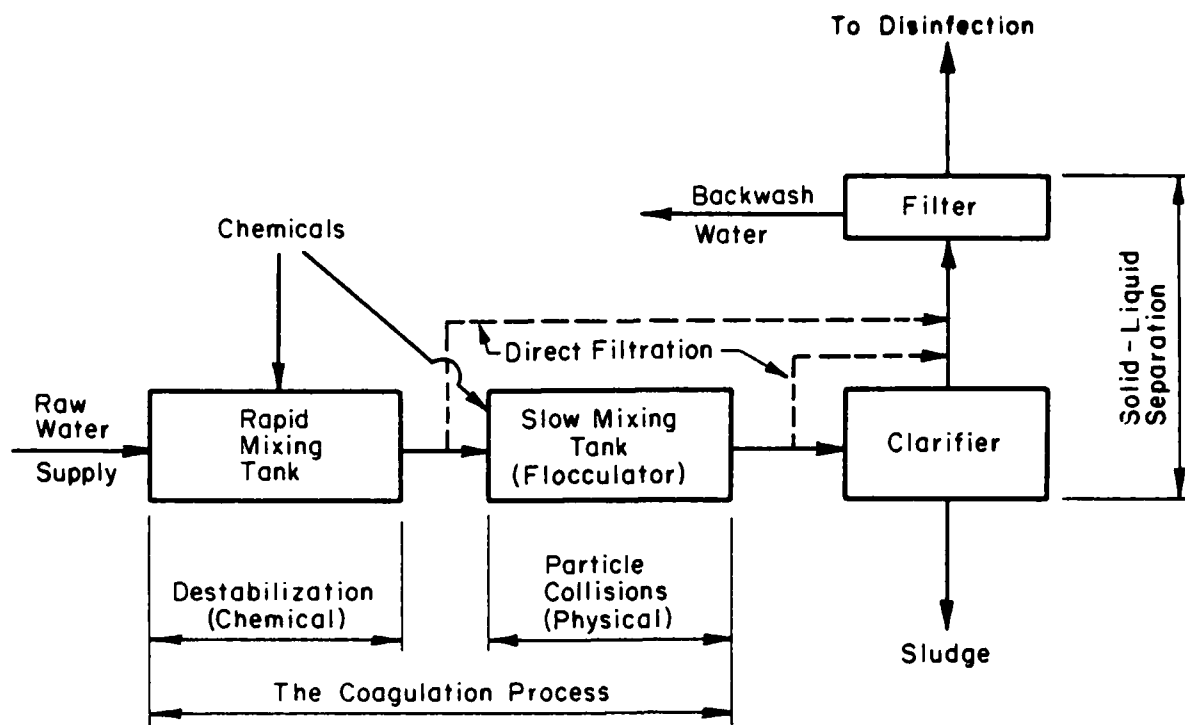 To Disinfection
Backwash
Water
Filter
Chemicals
Solid-Liquid
Separation
Direct Filtration
Raw
Water
Supply
Rapid
Mixing
Tank
Slow Mixing
Tank
(Flocculator)
Clarifier
Destabilization
(Chemical)
Particle
Collisions
(Physical)
Sludge
The Coagulation Process